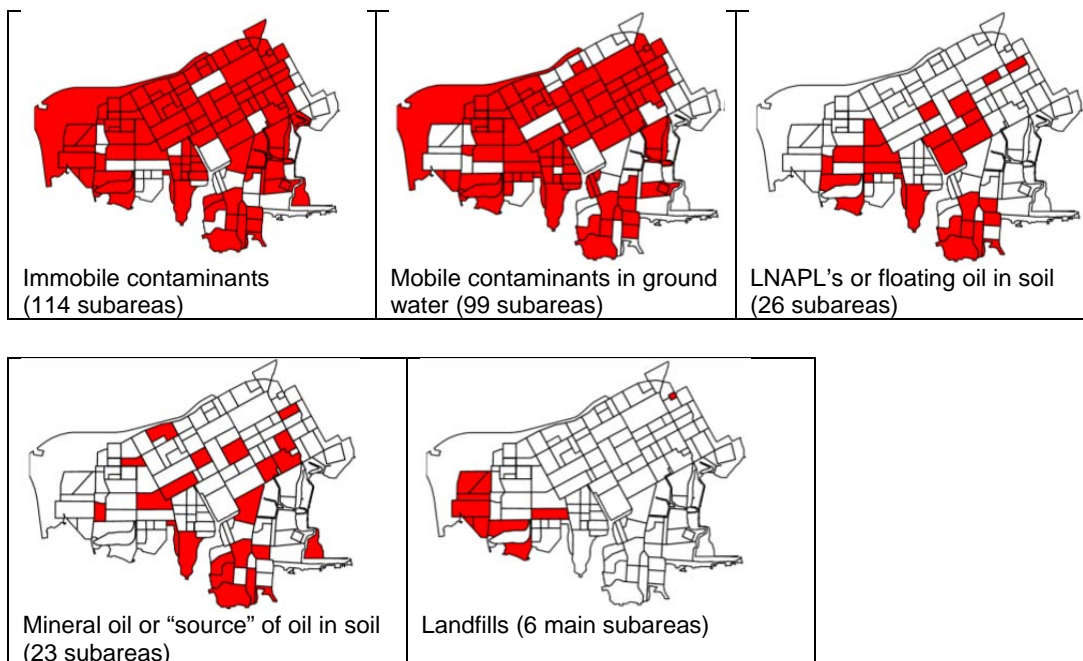 Immobile contaminants
(114 subareas)
Mobile contaminants in ground
water (99 subareas)
LNAPL's or floating oil in soil
(26 subareas)
Mineral oil or “source” of oil in soil
(23 subareas)
Landfills (6 main subareas)